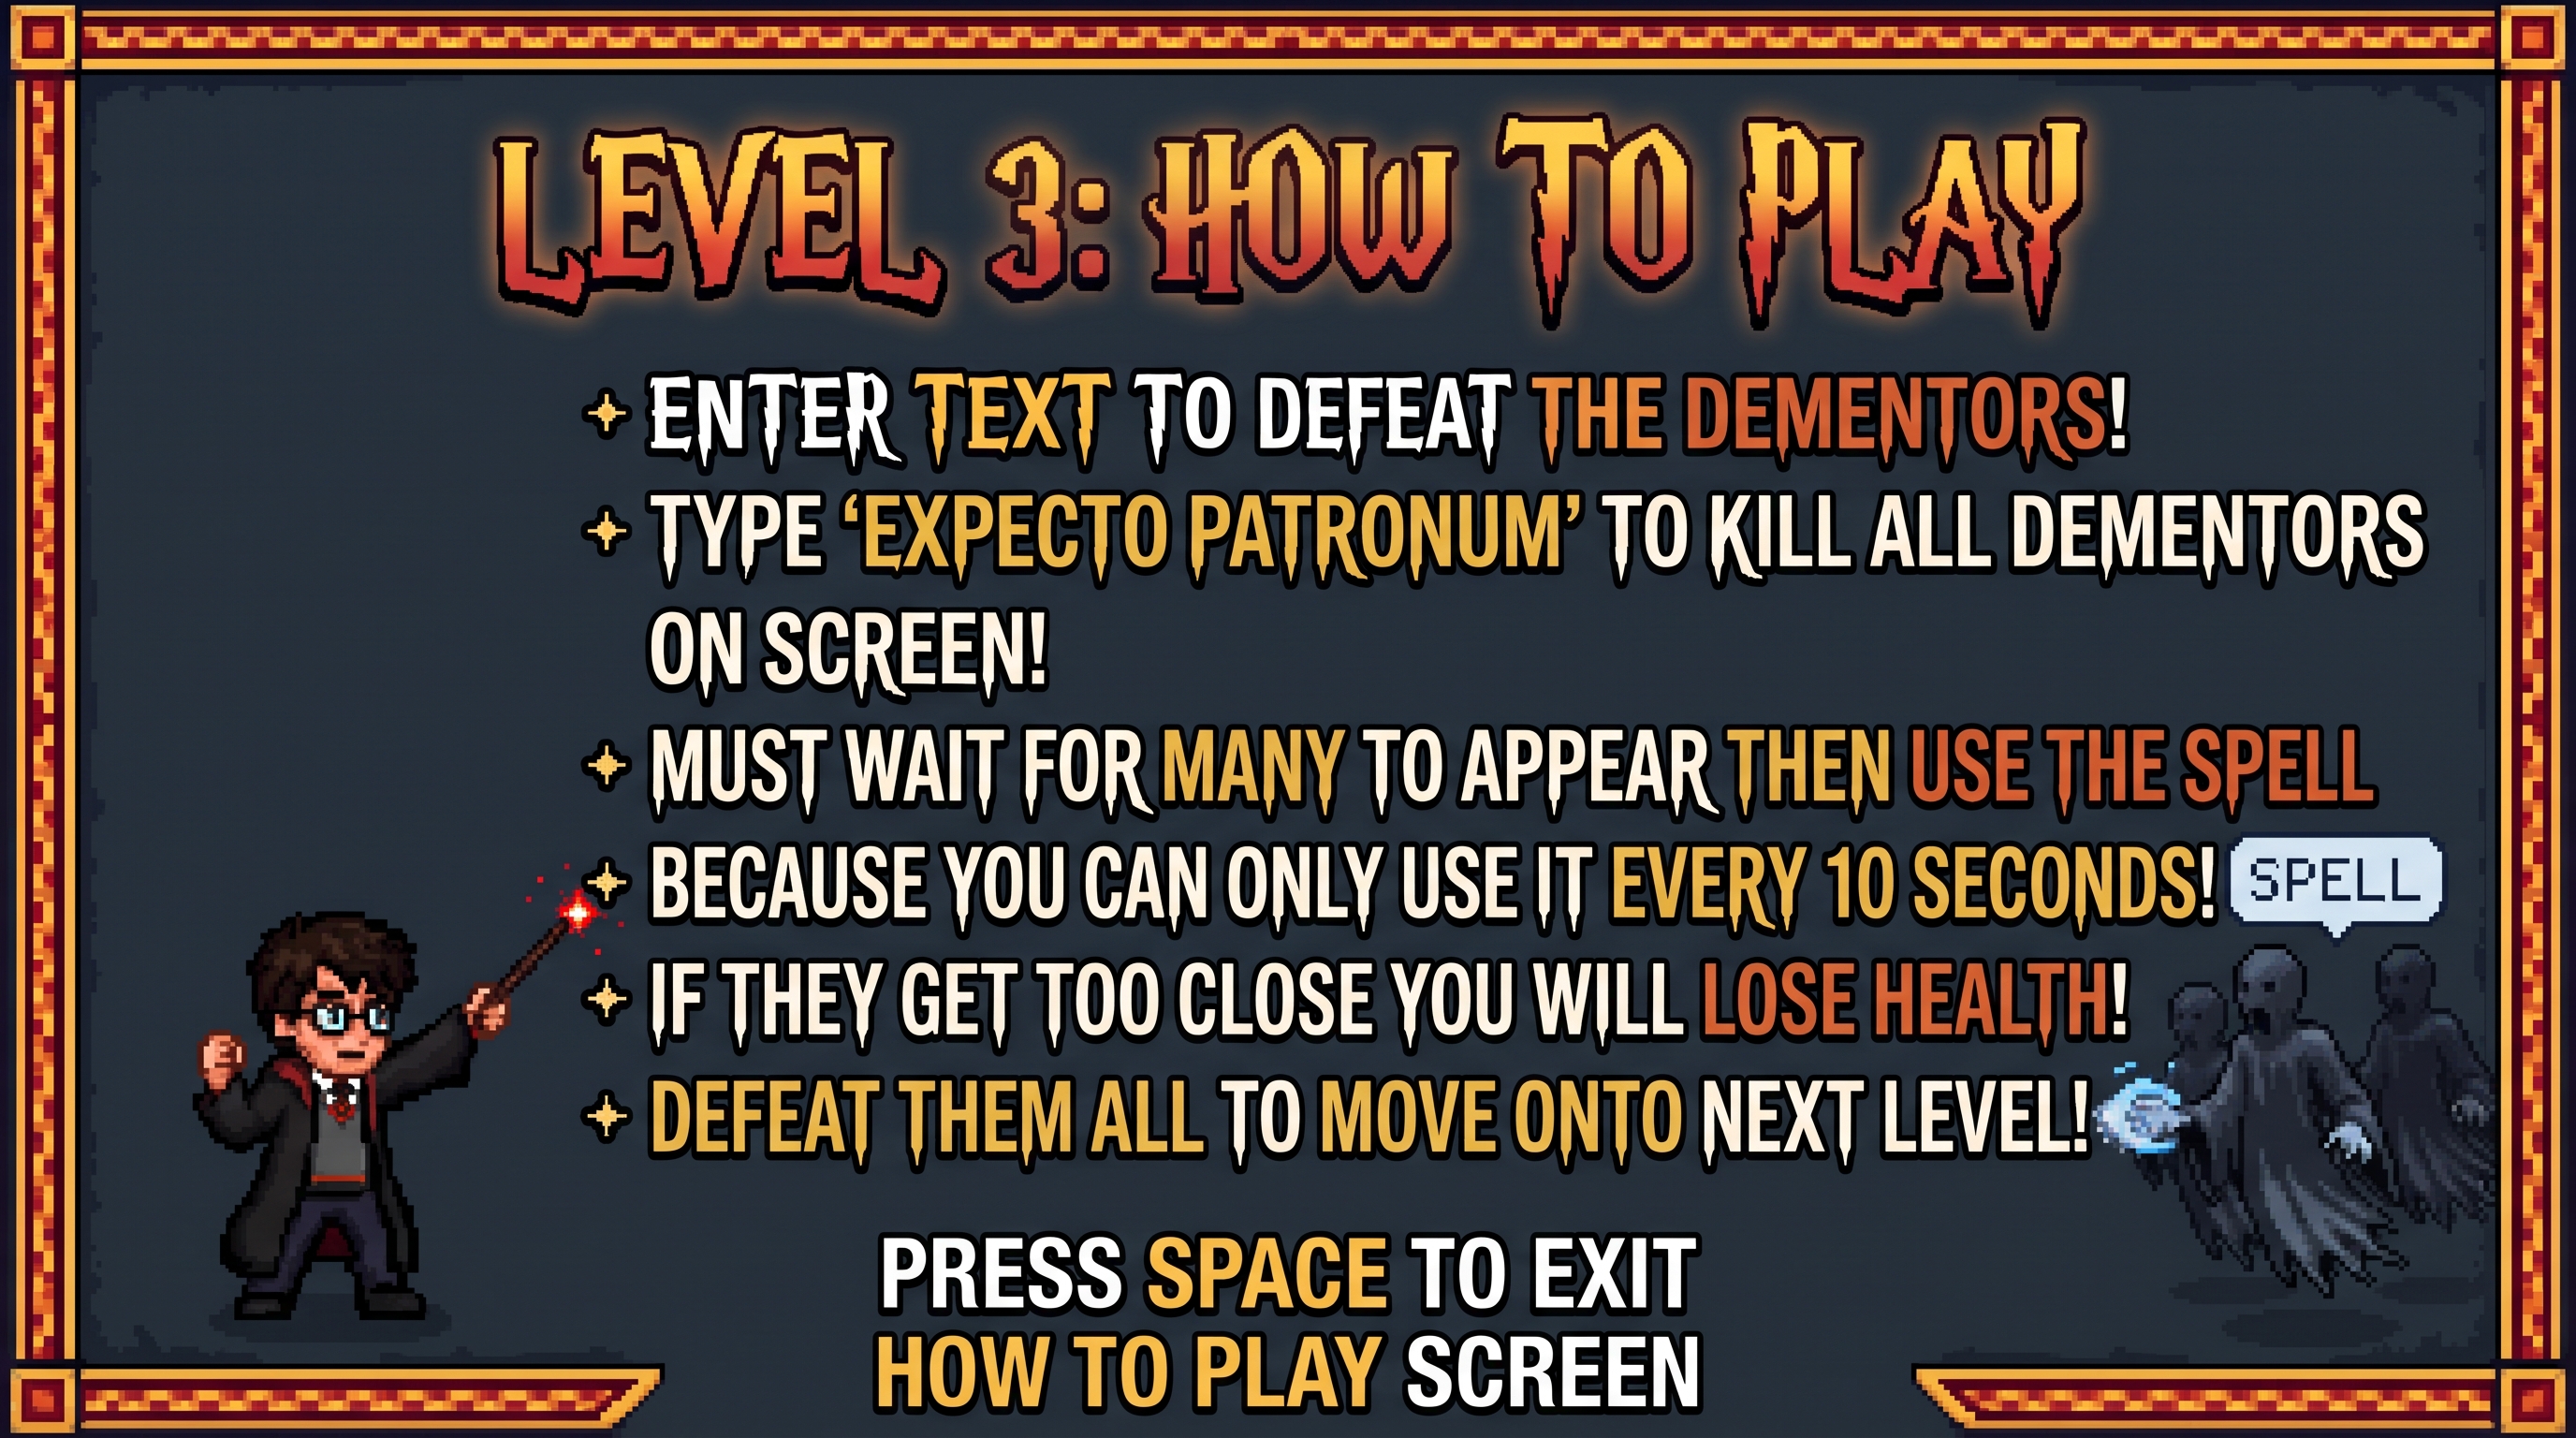 LEVEL 3: HOW TO PLAY
ENTER TEXT TO DEFEAT THE DEMENTORS!
TYPE ‘EXPECTO PATRONUM’ TO KILL ALL DEMENTORS
ON SCREEN!
MUST WAIT FOR MANY TO APPEAR THEN USE THE SPELL
BECAUSE YOU CAN ONLY USE IT EVERY 10 SECONDS!
SPELL
IF THEY GET TOO CLOSE YOU WILL LOSE HEALTH!
DEFEAT THEM ALL TO MOVE ONTO NEXT LEVEL!
PRESS SPACE TO EXIT
HOW TO PLAY SCREEN